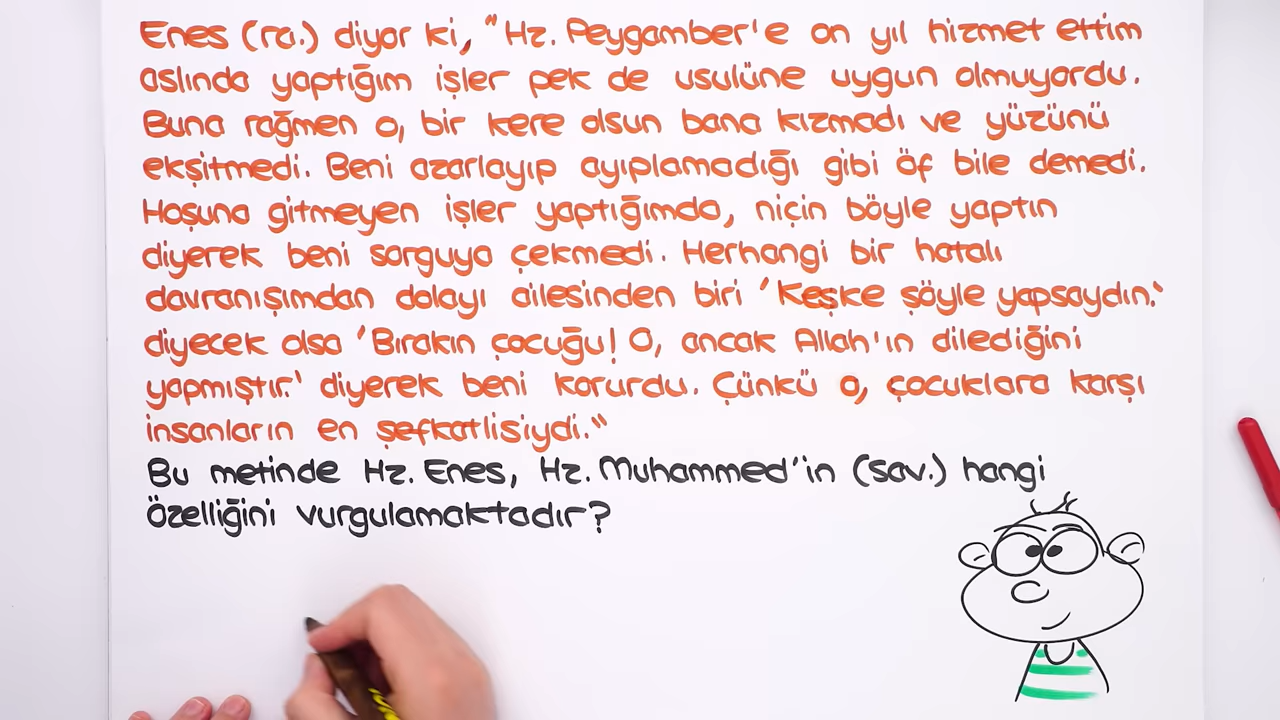 Enes (ra.) diyor ki, "Hz. Peygamber'e on yıl hizmet ettim
aslında yaptığım işler pek de usulüne uygun olmuyordu.
Buna rağmen o, bir kere olsun bana kızmadı ve yüzünü
ekşitmedi. Beni azarlayıp ayıplamadığı gibi öf bile demedi.
Hoşuna gitmeyen işler yaptığımda, niçin böyle yaptın
diyerek beni sorguya çekmedi. Herhangi bir hatalı
davranışımdan dolayı ailesinden biri 'Keşke şöyle yapsaydın.'
diyecek olsa 'Bırakın çocuğu! O, ancak Allah'ın dilediğini
yapmıştır.' diyerek beni korurdu. Çünkü o, çocuklara karşı
insanların en şefkatlisiydi."
Bu metinde Hz. Enes, Hz. Muhammed'in (sav.) hangi
özelliğini vurgulamaktadır?